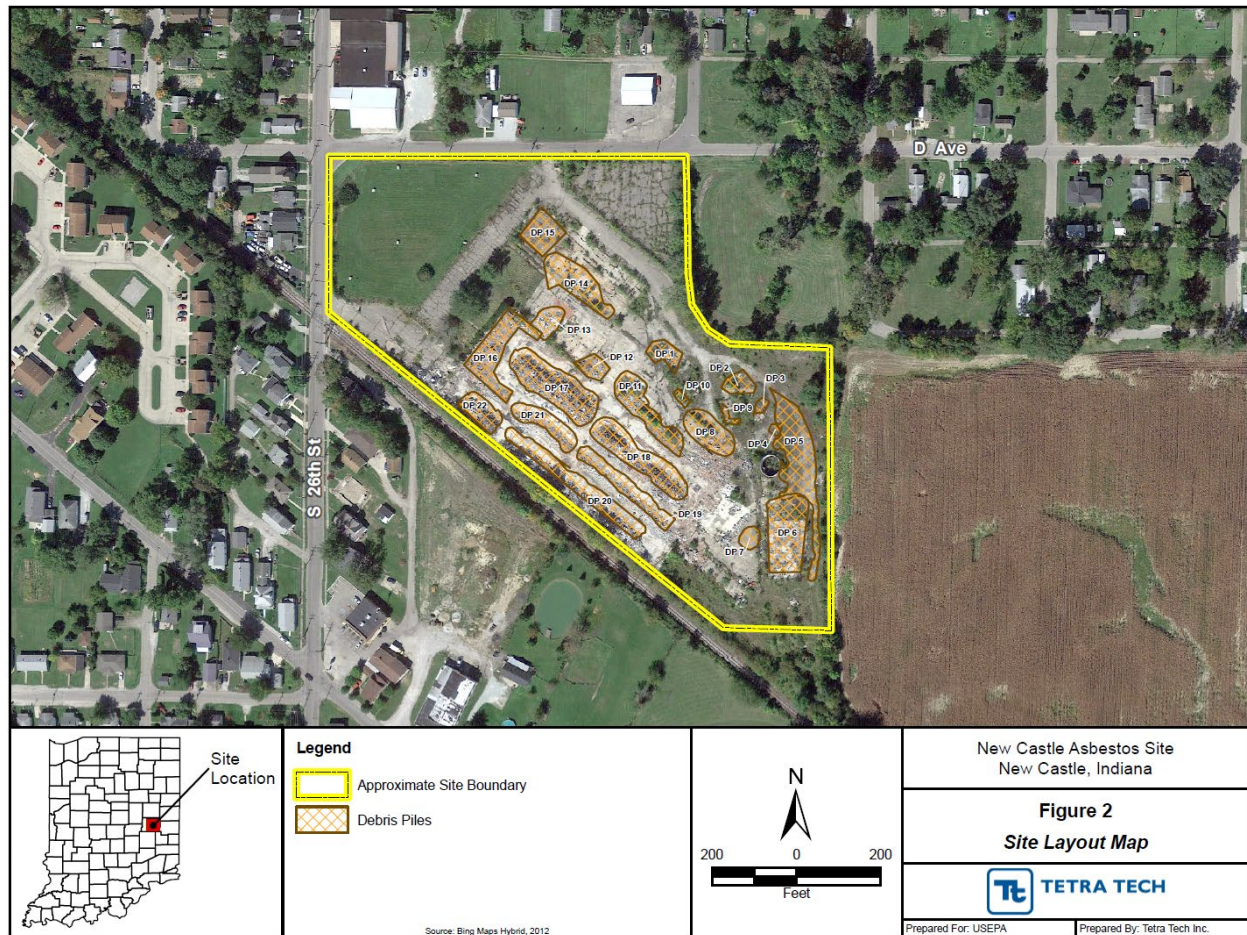 D Ave
S 26th St
DP 15
DP 14
DP 13
DP 16
DP 12
DP 1
DP 2
DP 3
DP 17
DP 11
DP 10
DP 9
DP 22
DP 21
DP 8
DP 4
DP 5
DP 18
DP 20
DP 19
DP 7
DP 6
Site
Location
Legend
Approximate Site Boundary
Debris Piles
Source: Bing Maps Hybrid, 2012
N
200 0 200
Feet
New Castle Asbestos Site
New Castle, Indiana
Figure 2
Site Layout Map
Tt TETRA TECH
Prepared For: USEPA
Prepared By: Tetra Tech Inc.